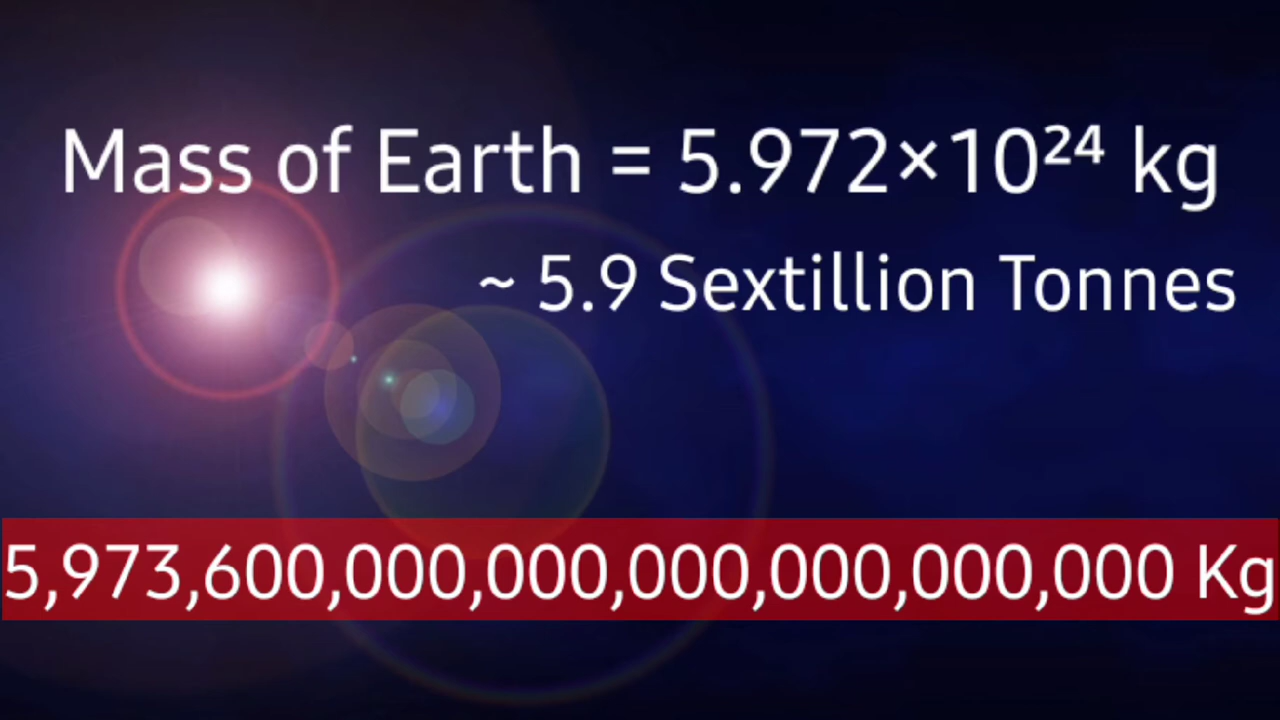 Mass of Earth = 5.972×10²⁴ kg
~ 5.9 Sextillion Tonnes
5,973,600,000,000,000,000,000,000 Kg